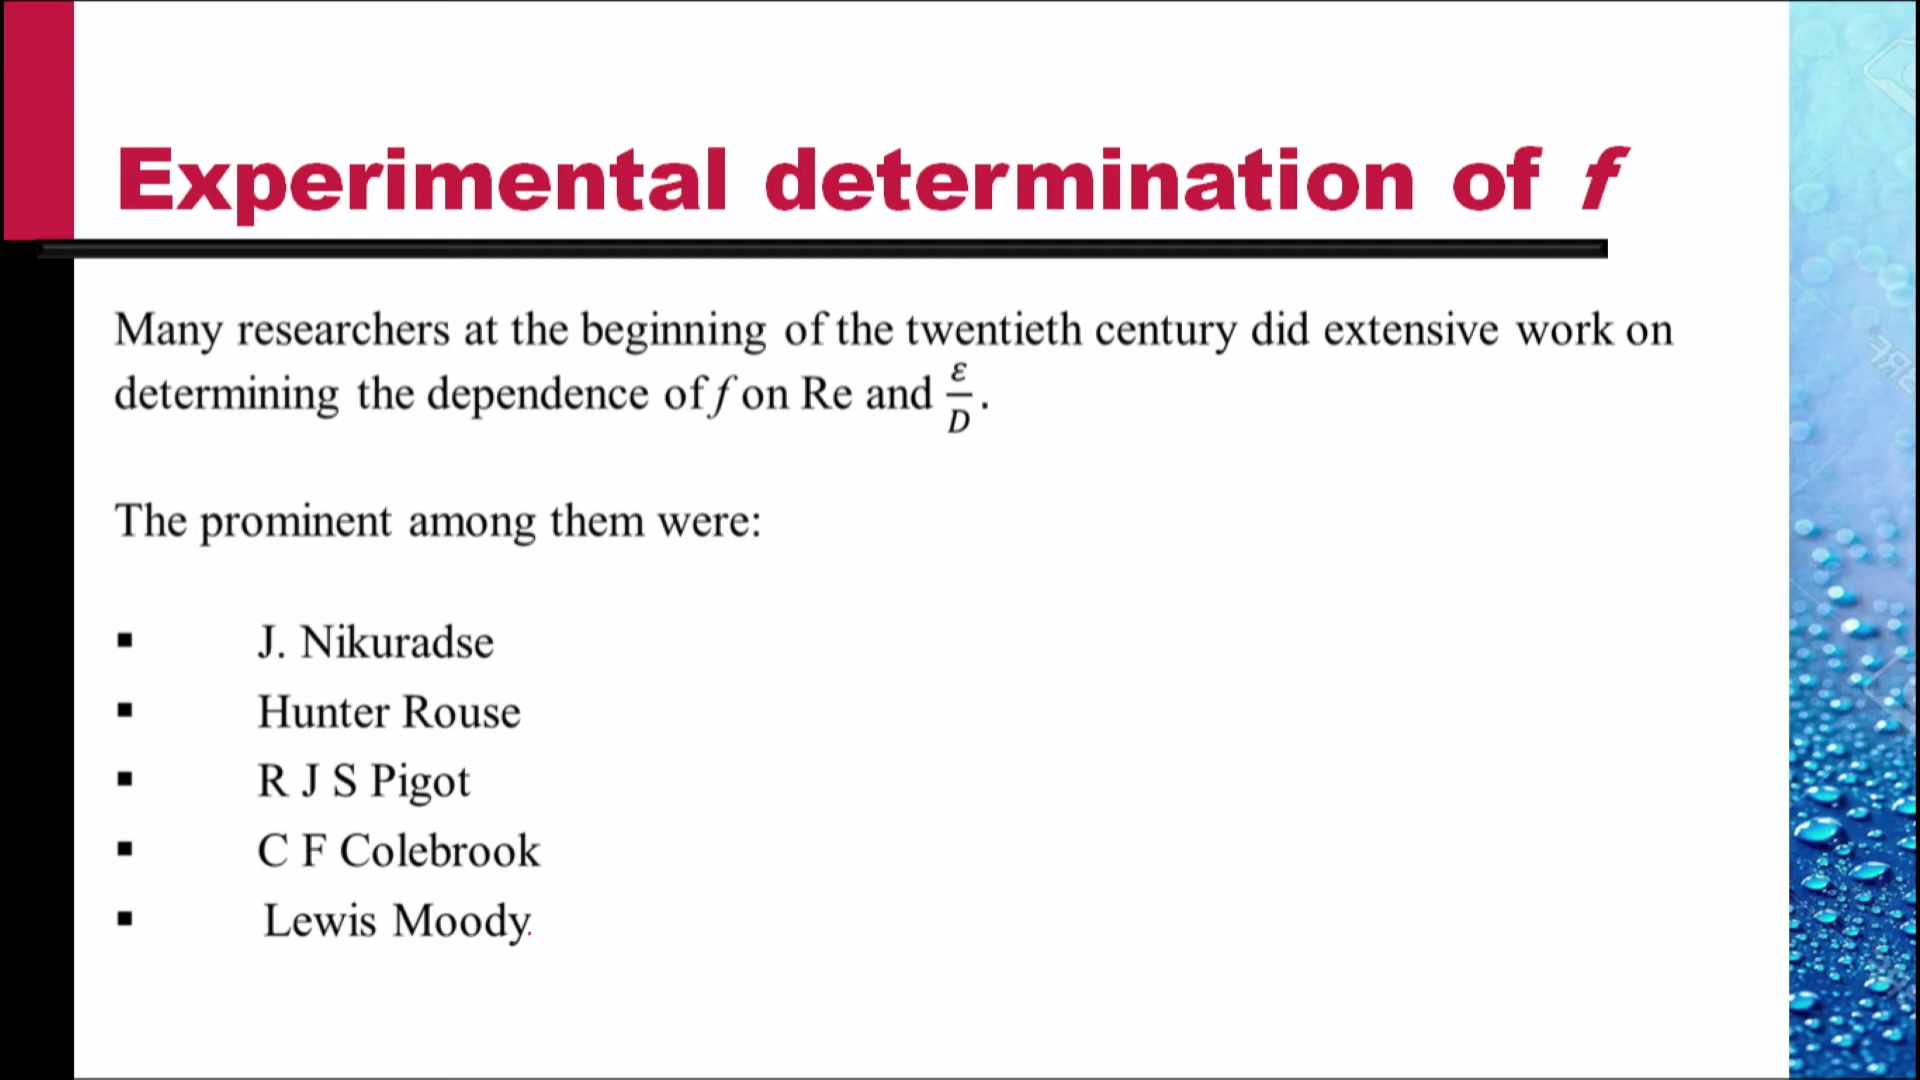 Experimental determination of f
Many researchers at the beginning of the twentieth century did extensive work on
determining the dependence of f on Re and ε/D.
The prominent among them were:
▪ J. Nikuradse
▪ Hunter Rouse
▪ R J S Pigot
▪ C F Colebrook
▪ Lewis Moody.